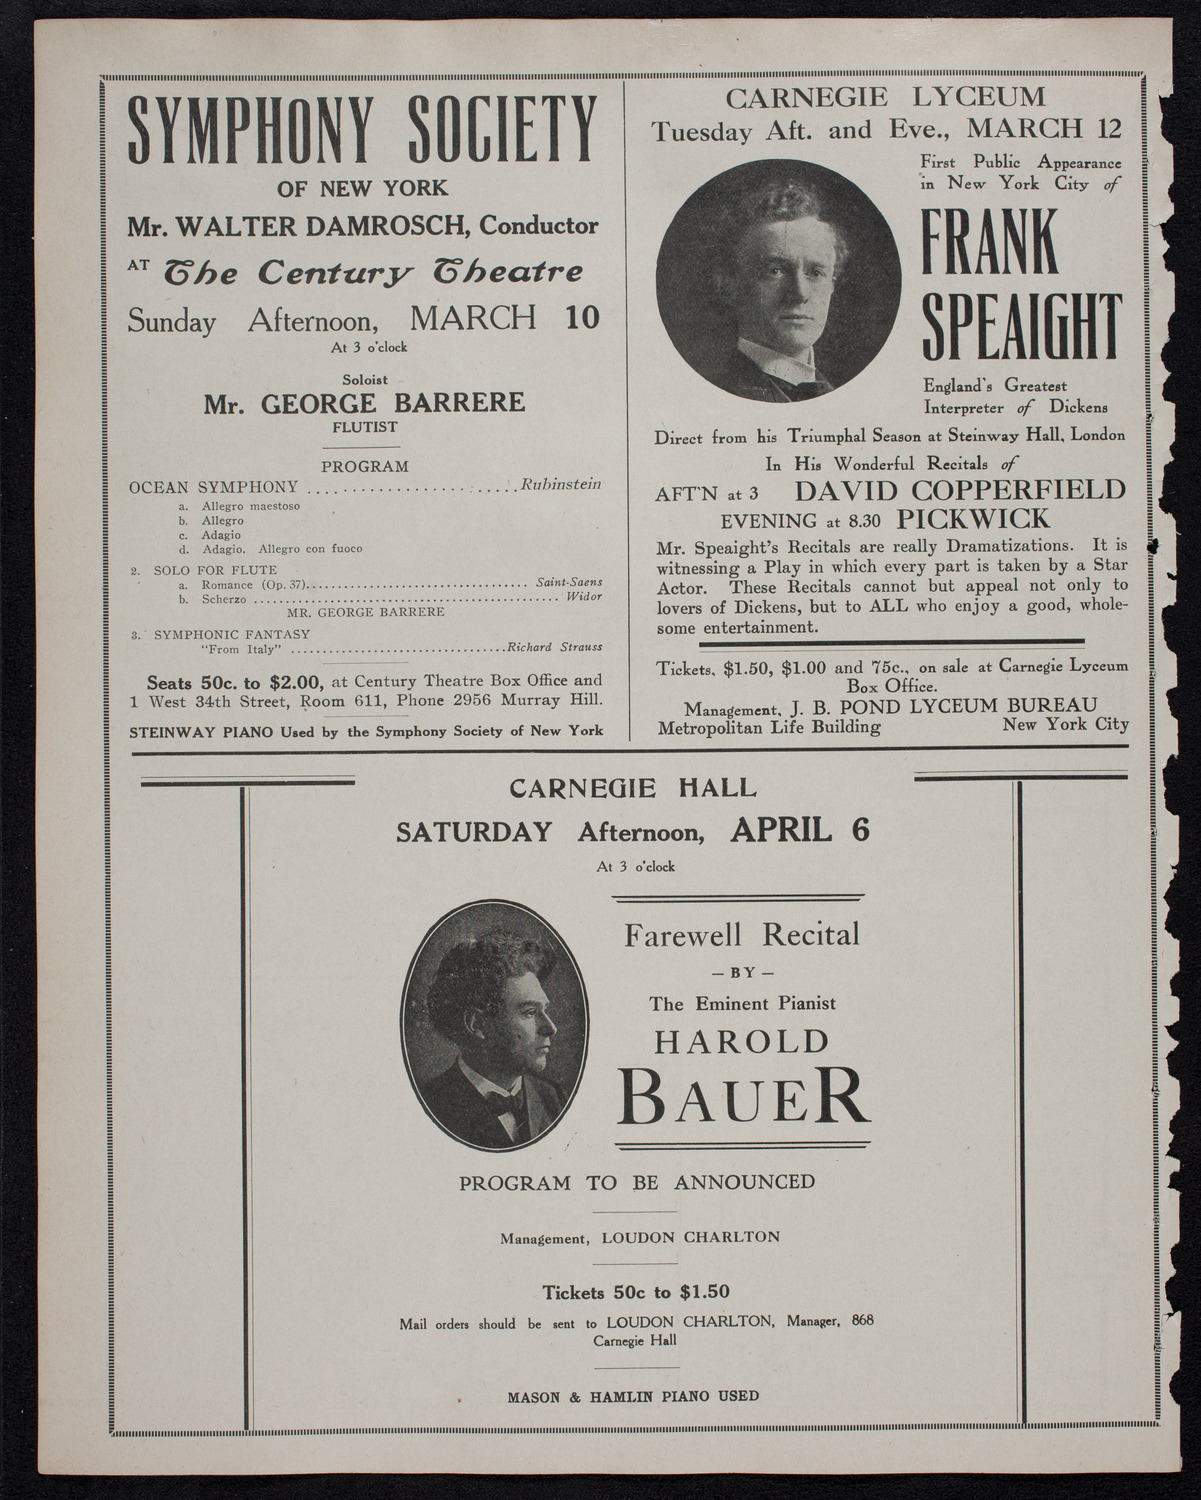 SYMPHONY SOCIETY
OF NEW YORK
Mr. WALTER DAMROSCH, Conductor
AT The Century Theatre
Sunday Afternoon, MARCH 10
At 3 o'clock
Soloist
Mr. GEORGE BARRERE
FLUTIST
PROGRAM
OCEAN SYMPHONY ........................Rubinstein
a. Allegro maestoso
b. Allegro
c. Adagio
d. Adagio. Allegro con fuoco
2. SOLO FOR FLUTE
a. Romance (Op. 37)................................ Saint-Saens
b. Scherzo ............................................ Widor
MR. GEORGE BARRERE
3. SYMPHONIC FANTASY
"From Italy" ...............................Richard Strauss
Seats 50c. to $2.00, at Century Theatre Box Office and
1 West 34th Street, Room 611, Phone 2956 Murray Hill.
STEINWAY PIANO Used by the Symphony Society of New York
CARNEGIE LYCEUM
Tuesday Aft. and Eve., MARCH 12
First Public Appearance
in New York City of
FRANK
SPEAIGHT
England's Greatest
Interpreter of Dickens
Direct from his Triumphal Season at Steinway Hall, London
In His Wonderful Recitals of
AFT'N at 3 DAVID COPPERFIELD
EVENING at 8.30 PICKWICK
Mr. Speaight's Recitals are really Dramatizations. It is
witnessing a Play in which every part is taken by a Star
Actor. These Recitals cannot but appeal not only to
lovers of Dickens, but to ALL who enjoy a good, whole-
some entertainment.
Tickets, $1.50, $1.00 and 75c., on sale at Carnegie Lyceum
Box Office.
Management, J. B. POND LYCEUM BUREAU
Metropolitan Life Building New York City
CARNEGIE HALL
SATURDAY Afternoon, APRIL 6
At 3 o'clock
Farewell Recital
– BY –
The Eminent Pianist
HAROLD
BAUER
PROGRAM TO BE ANNOUNCED
Management, LOUDON CHARLTON
Tickets 50c to $1.50
Mail orders should be sent to LOUDON CHARLTON, Manager, 868
Carnegie Hall
MASON & HAMLIN PIANO USED